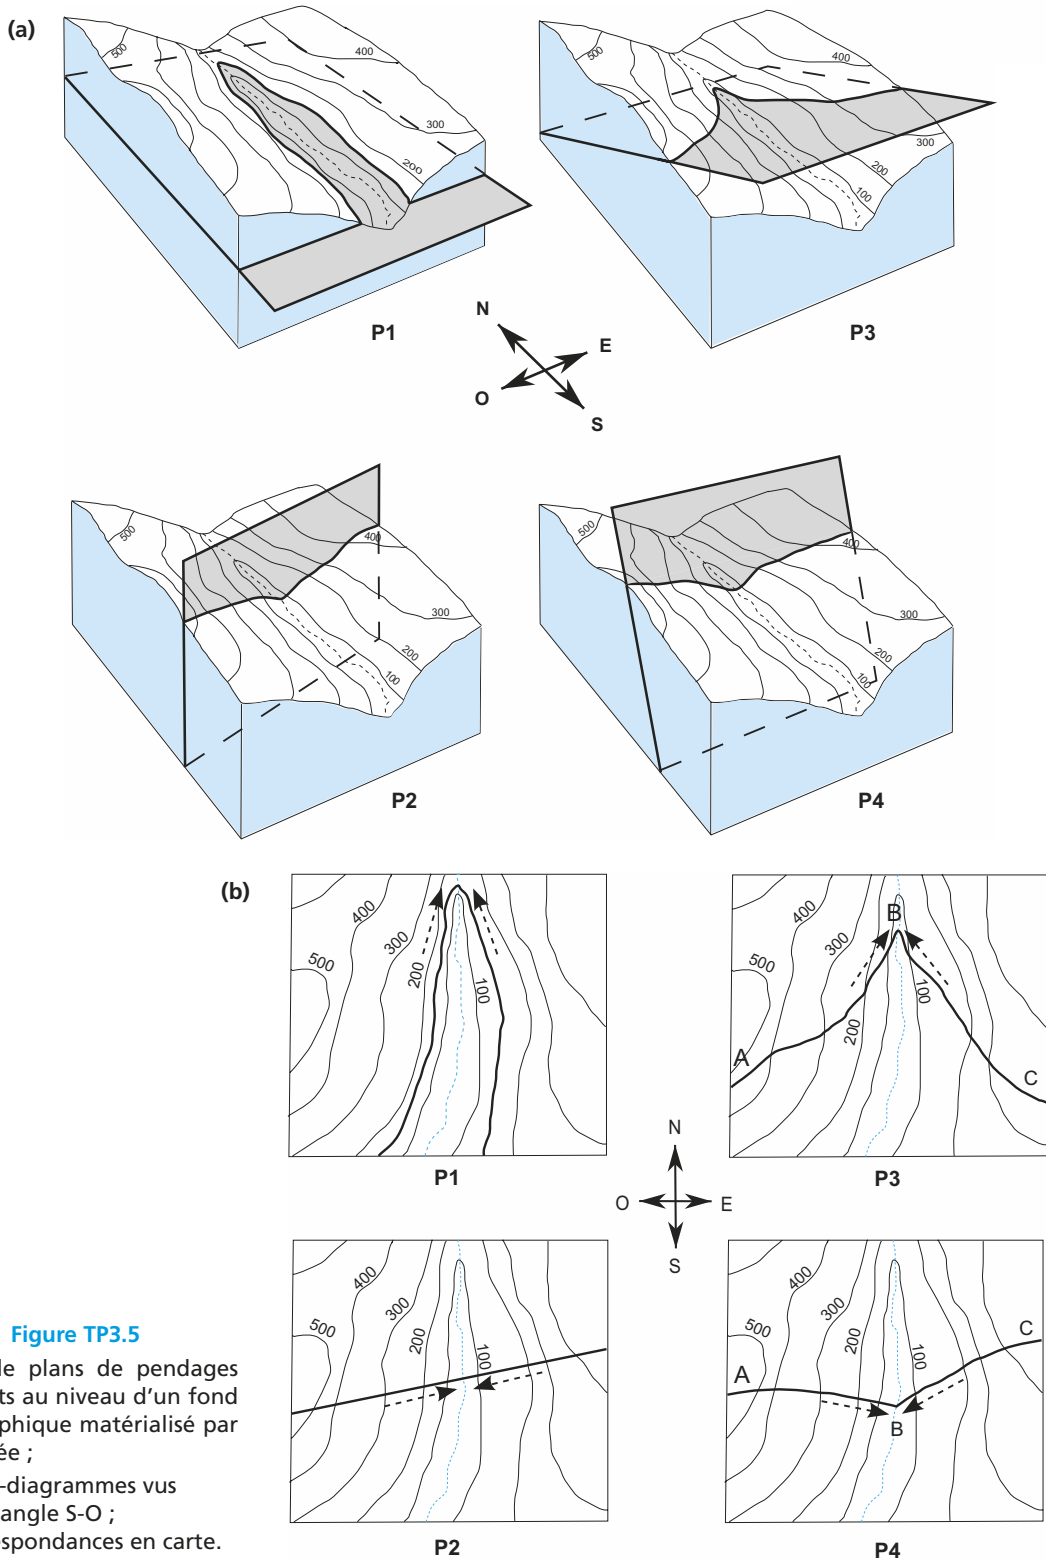 (a)
500
400
300
200
P1
500
400
300
200
100
P3
N
E
O
S
500
400
300
200
100
P2
500
400
300
200
100
P4
(b)
500
400
300
200
100
P1
500
400
300
200
100
A
B
C
P3
N
O
E
S
500
400
300
200
100
P2
500
400
300
200
100
A
B
C
P4
Figure TP3.5
de plans de pendages
ts au niveau d'un fond
phique matérialisé par
ée ;
-diagrammes vus
angle S-O ;
espondances en carte.